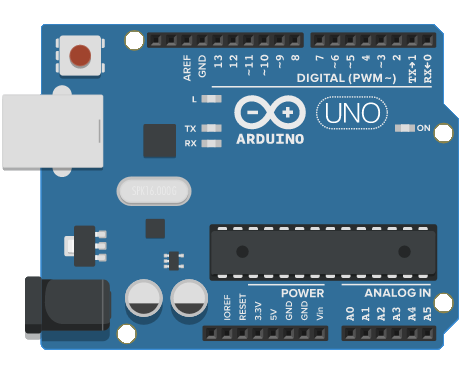 AREF
GND
13
12
~11
~10
~9
8
7
~6
~5
4
~3
2
TX→1
RX←0
DIGITAL (PWM~)
L
TX
RX
ARDUINO
UNO
ON
POWER
ANALOG IN
IOREF
RESET
3.3V
5V
GND
GND
Vin
A0
A1
A2
A3
A4
A5